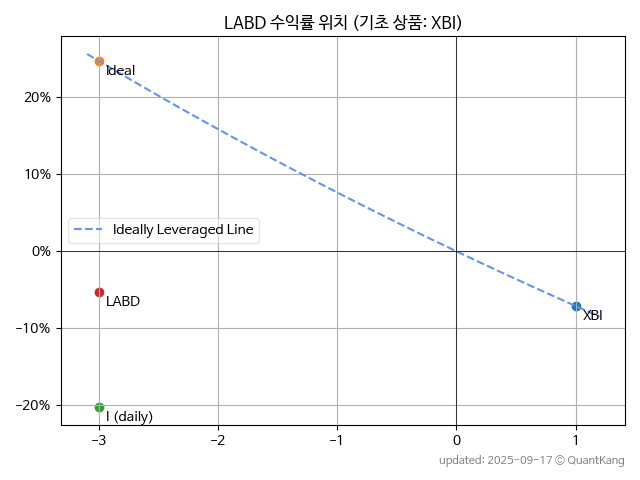 LABD 수익률 위치 (기초 상품: XBI)
Ideal
20%
10%
Ideally Leveraged Line
0%
LABD
XBI
-10%
-20%
I (daily)
-3
-2
-1
0
1
updated: 2025-09-17 © QuantKang